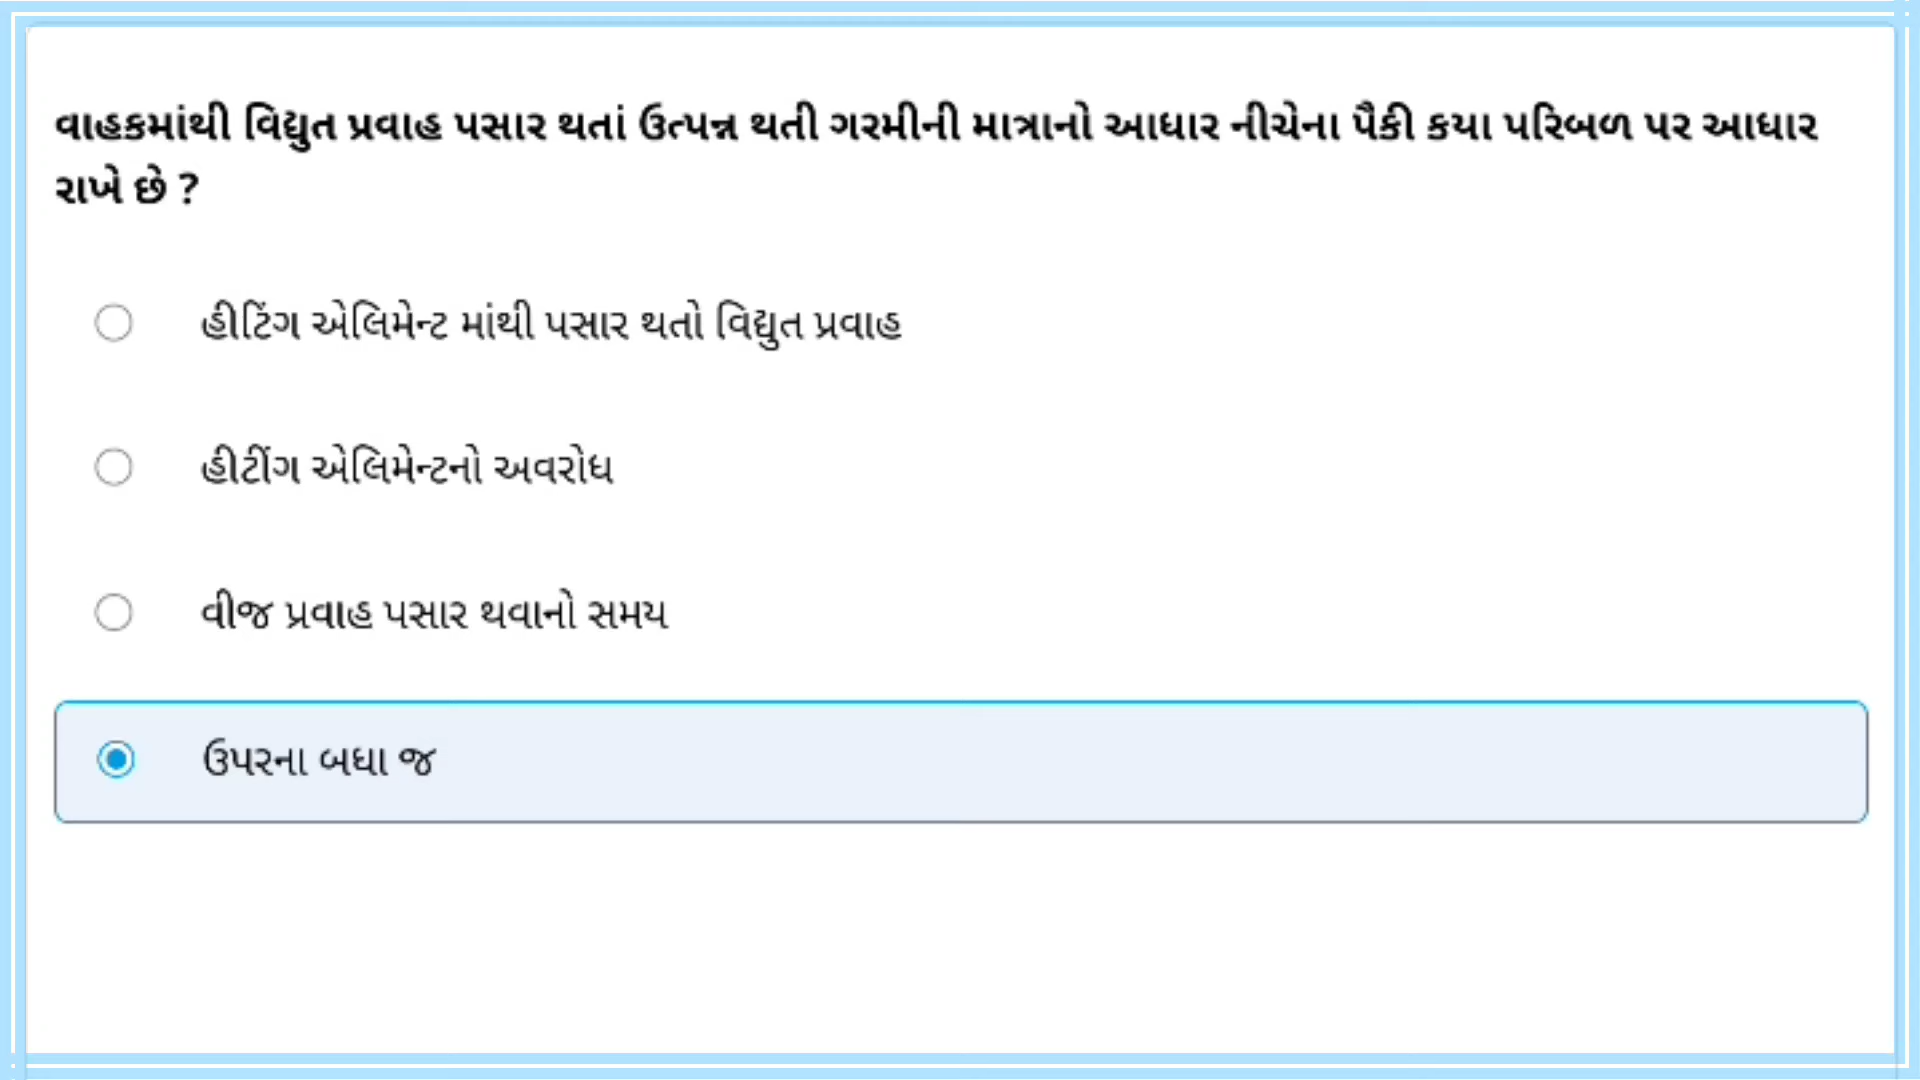 વાહકમાંથી વિદ્યુત પ્રવાહ પસાર થતાં ઉત્પન્ન થતી ગરમીની માત્રાનો આધાર નીચેના પૈકી કયા પરિબળ પર આધાર
રાખે છે ?
હીટિંગ એલિમેન્ટ માંથી પસાર થતો વિદ્યુત પ્રવાહ
હીટીંગ એલિમેન્ટનો અવરોધ
વીજ પ્રવાહ પસાર થવાનો સમય
ઉપરના બધા જ